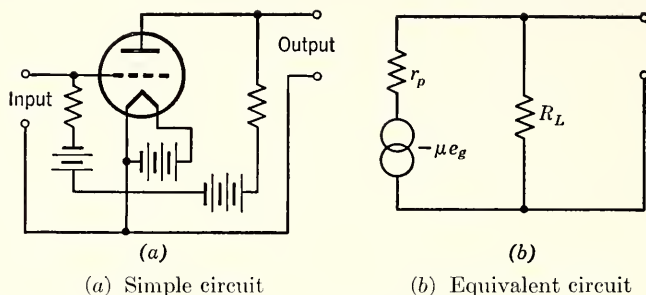 Input
Output
(a)
(a) Simple circuit
r_p
-μe_g
R_L
(b)
(b) Equivalent circuit